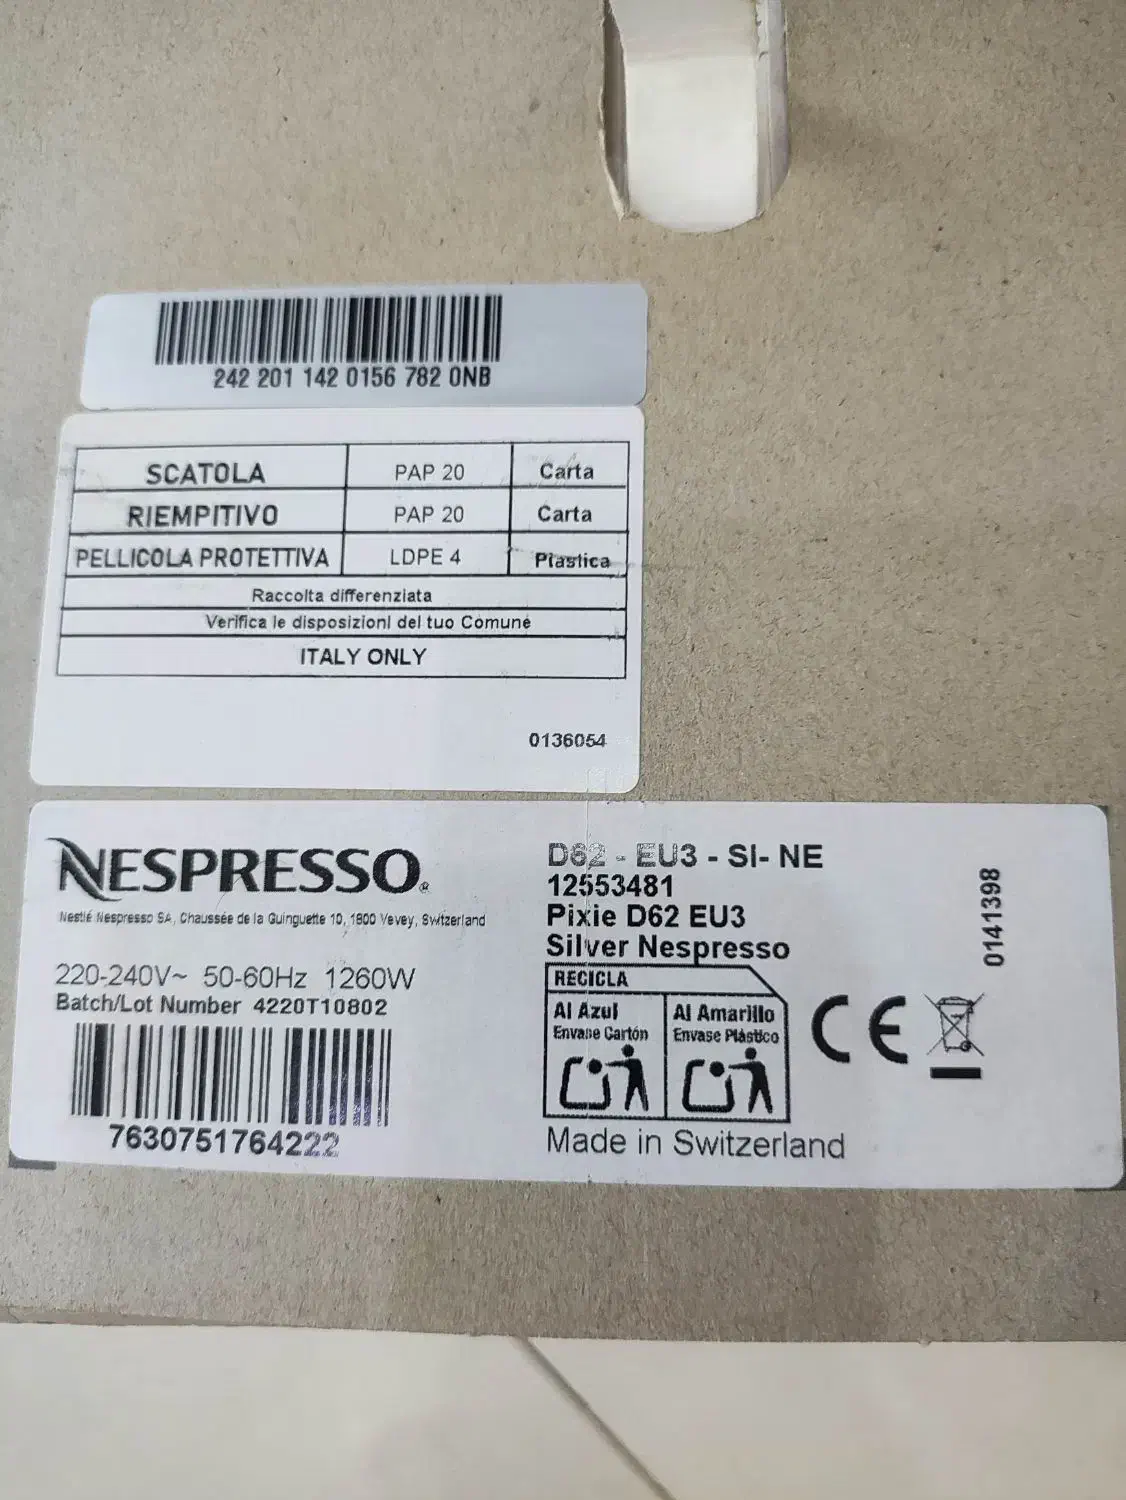 242 201 142 0156 782 0NB
SCATOLA PAP 20 Carta
RIEMPITIVO PAP 20 Carta
PELLICOLA PROTETTIVA LDPE 4 Plastica
Raccolta differenziata
Verifica le disposizioni del tuo Comune
ITALY ONLY
0136054
NESPRESSO®
Nestlé Nespresso SA, Chaussée de la Guinguette 10, 1800 Vevey, Switzerland
220-240V~ 50-60Hz 1260W
Batch/Lot Number 4220T10802
7630751764222
D62 - EU3 - SI- NE
12553481
Pixie D62 EU3
Silver Nespresso
RECICLA
Al Azul
Envase Cartón
Al Amarillo
Envase Plástico
CE
Made in Switzerland
0141398